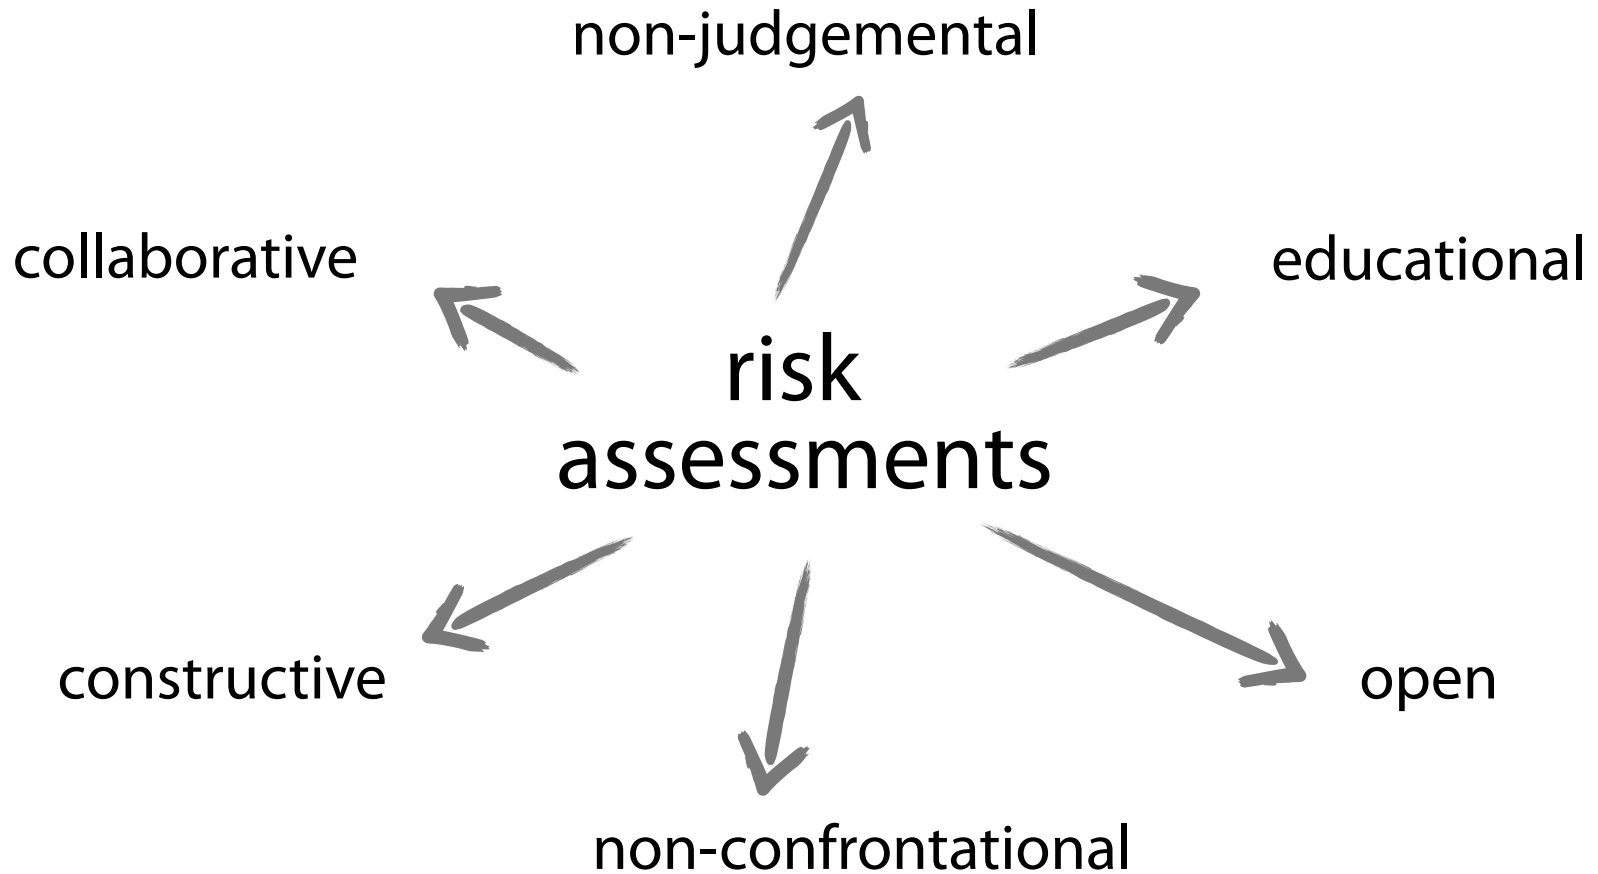 non-judgemental
collaborative
educational
risk
assessments
constructive
open
non-confrontational